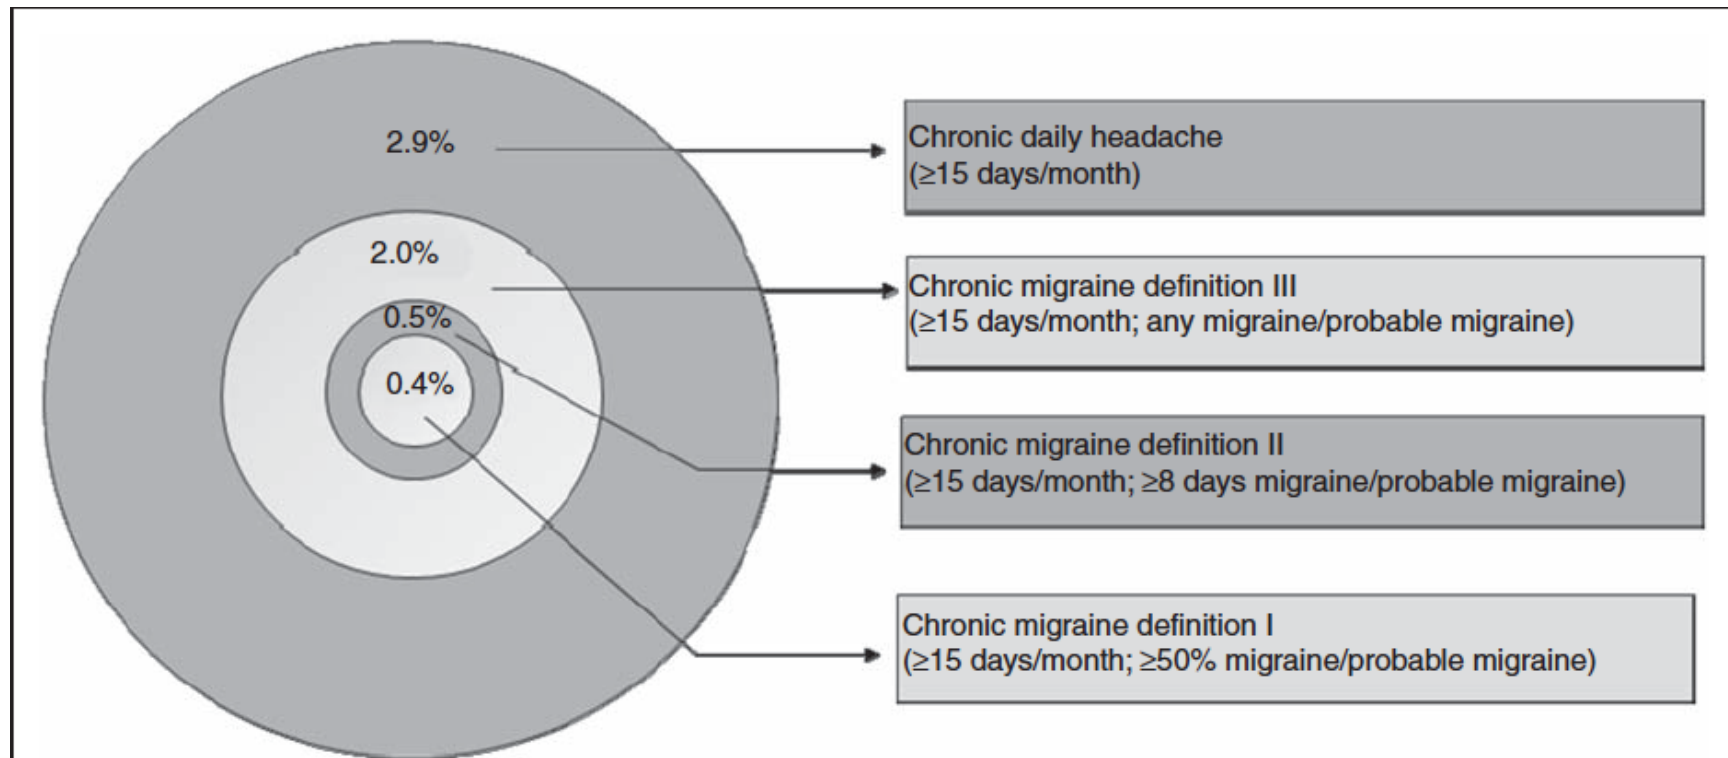 2.9%
Chronic daily headache
(≥15 days/month)
2.0%
Chronic migraine definition III
(≥15 days/month; any migraine/probable migraine)
0.5%
Chronic migraine definition II
(≥15 days/month; ≥8 days migraine/probable migraine)
0.4%
Chronic migraine definition I
(≥15 days/month; ≥50% migraine/probable migraine)